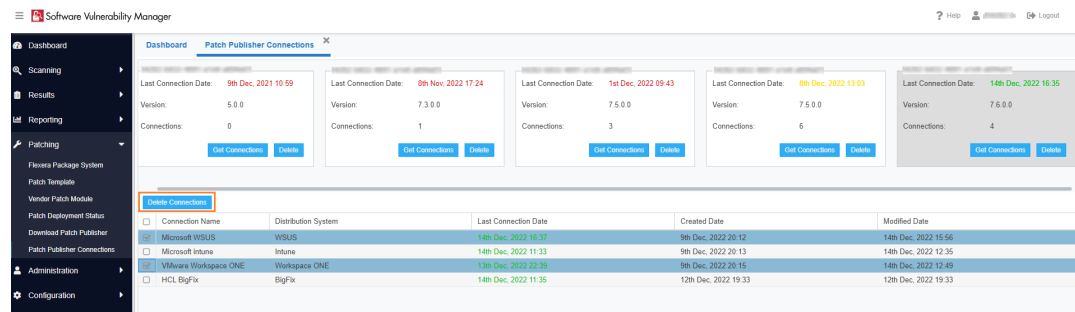 Software Vulnerability Manager
? Help
Logout
Dashboard
Scanning
Results
Reporting
Patching
Flexera Package System
Patch Template
Vendor Patch Module
Patch Deployment Status
Download Patch Publisher
Patch Publisher Connections
Administration
Configuration
Dashboard Patch Publisher Connections ×
Last Connection Date: 9th Dec, 2021 10:59
Version: 5.0.0
Connections: 0
Get Connections Delete
Last Connection Date: 8th Nov, 2022 17:24
Version: 7.3.0.0
Connections: 1
Get Connections Delete
Last Connection Date: 1st Dec, 2022 09:43
Version: 7.5.0.0
Connections: 3
Get Connections Delete
Last Connection Date: 8th Dec, 2022 13:03
Version: 7.5.0.0
Connections: 6
Get Connections Delete
Last Connection Date: 14th Dec, 2022 16:35
Version: 7.6.0.0
Connections: 4
Get Connections Delete
Delete Connections
Connection Name Distribution System Last Connection Date Created Date Modified Date
Microsoft WSUS WSUS 14th Dec, 2022 16:37 9th Dec, 2022 20:12 14th Dec, 2022 15:56
Microsoft Intune Intune 14th Dec, 2022 11:33 9th Dec, 2022 20:13 14th Dec, 2022 12:35
VMware Workspace ONE Workspace ONE 13th Dec, 2022 22:39 9th Dec, 2022 20:15 14th Dec, 2022 12:49
HCL BigFix BigFix 14th Dec, 2022 11:35 12th Dec, 2022 19:33 12th Dec, 2022 19:33